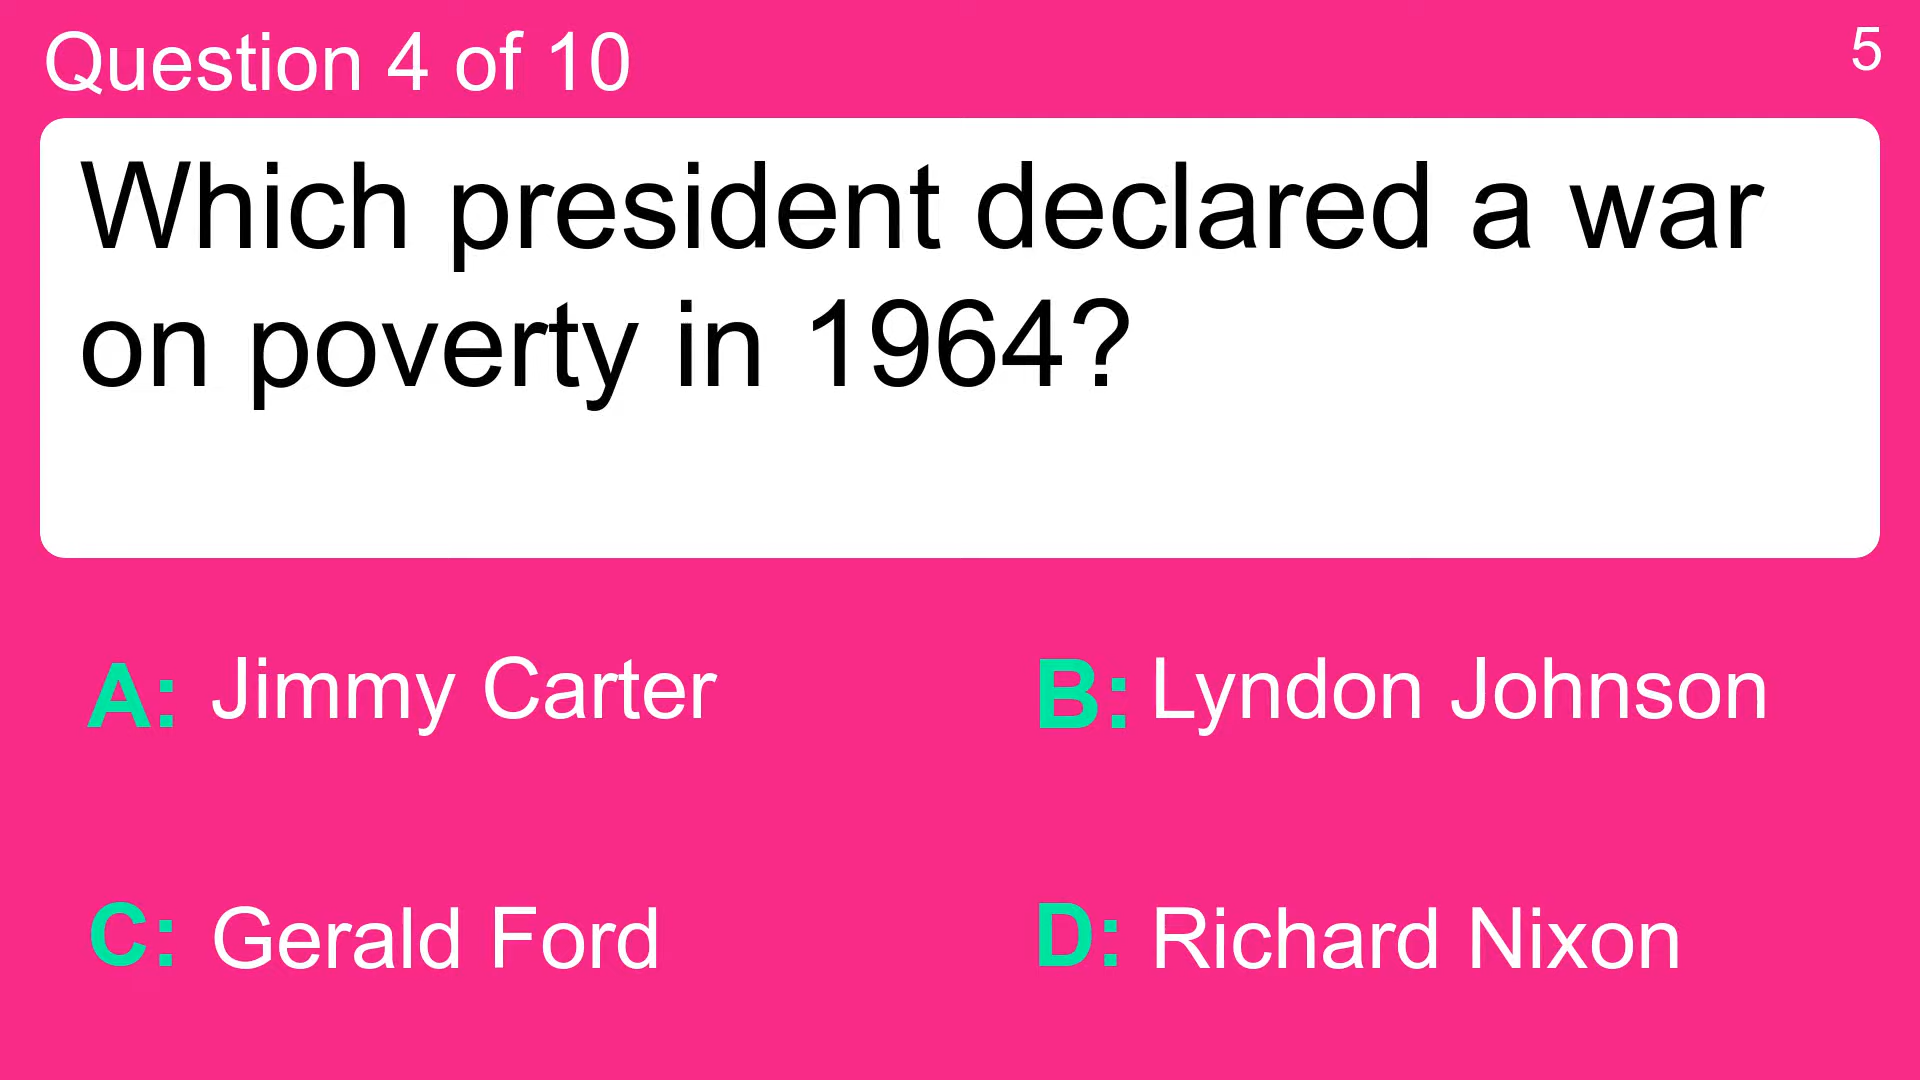 Question 4 of 10
5
Which president declared a war
on poverty in 1964?
A: Jimmy Carter
B: Lyndon Johnson
C: Gerald Ford
D: Richard Nixon